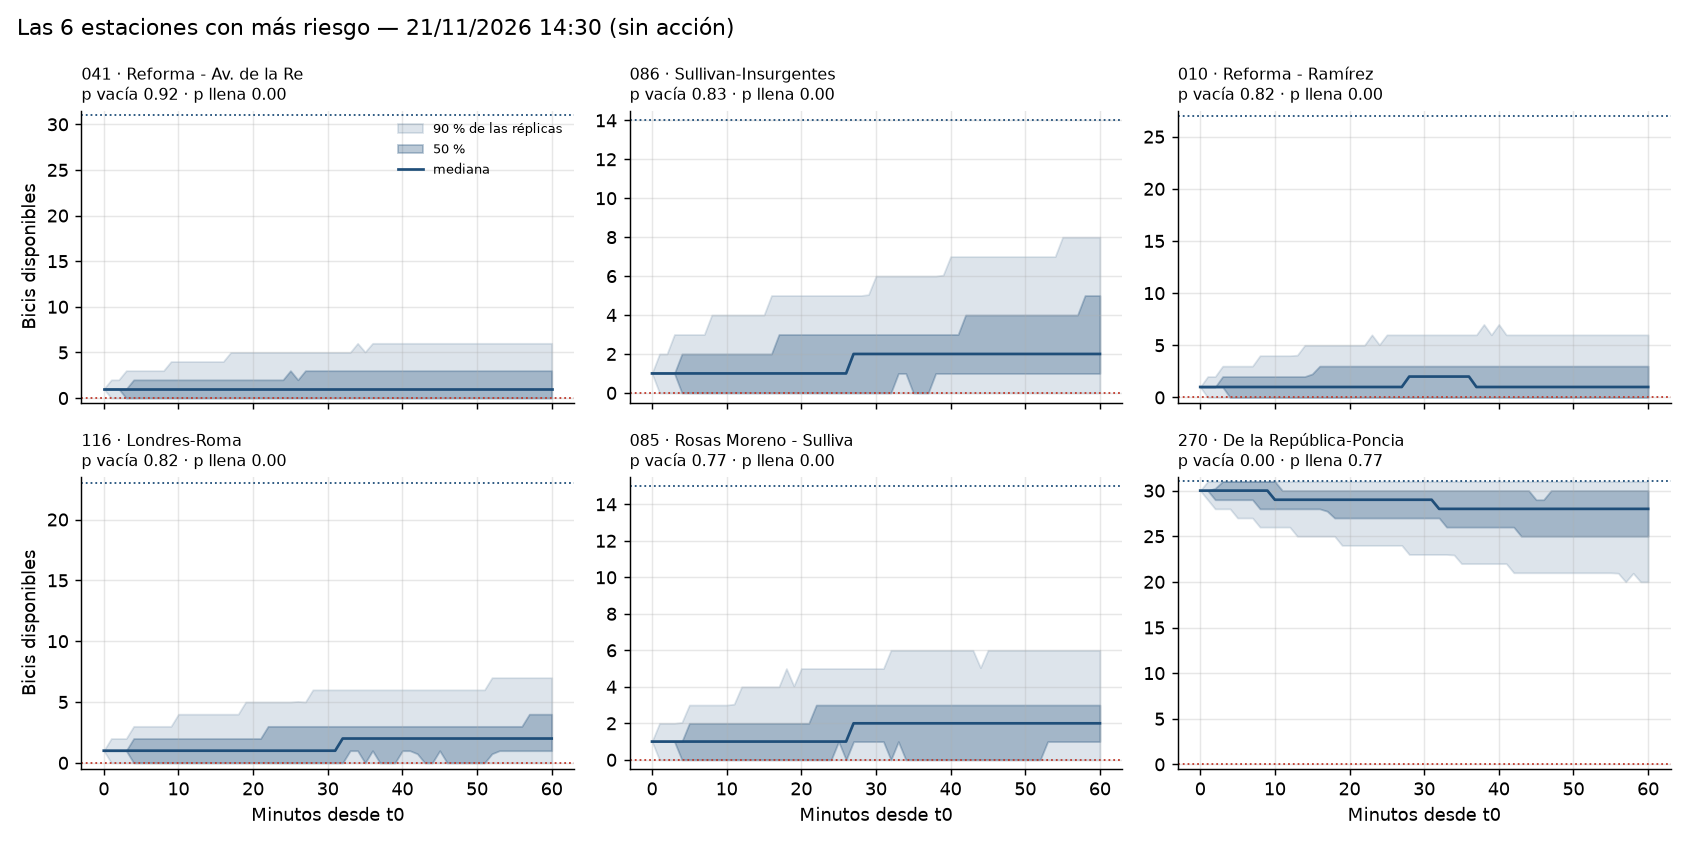 Las 6 estaciones con más riesgo — 21/11/2026 14:30 (sin acción)
041 · Reforma - Av. de la Re
p vacía 0.92 · p llena 0.00
30
25
20
15
10
5
0
Bicis disponibles
90 % de las réplicas
50 %
mediana
086 · Sullivan-Insurgentes
p vacía 0.83 · p llena 0.00
14
12
10
8
6
4
2
0
010 · Reforma - Ramírez
p vacía 0.82 · p llena 0.00
25
20
15
10
5
0
116 · Londres-Roma
p vacía 0.82 · p llena 0.00
20
15
10
5
0
Bicis disponibles
0 10 20 30 40 50 60
Minutos desde t0
085 · Rosas Moreno - Sulliva
p vacía 0.77 · p llena 0.00
14
12
10
8
6
4
2
0
0 10 20 30 40 50 60
Minutos desde t0
270 · De la República-Poncia
p vacía 0.00 · p llena 0.77
30
25
20
15
10
5
0
0 10 20 30 40 50 60
Minutos desde t0